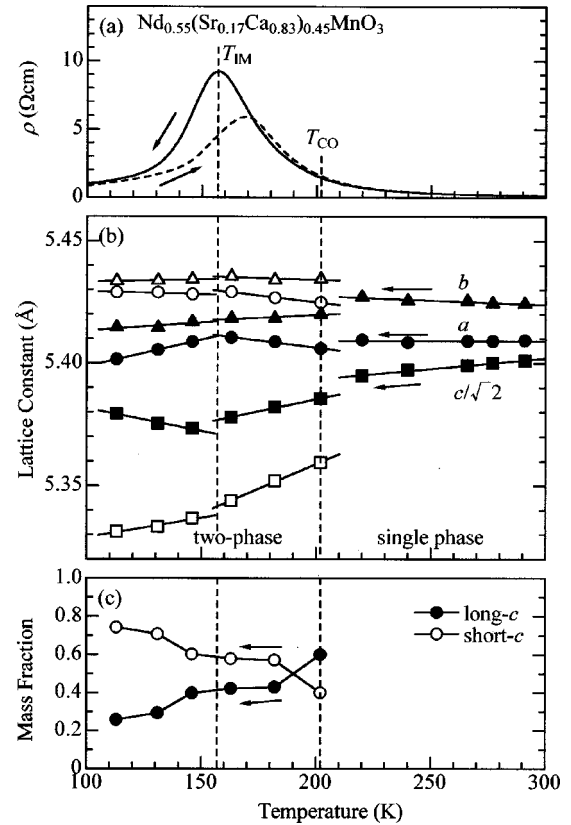 (a) Nd0.55(Sr0.17Ca0.83)0.45MnO3
TIM
TCO
10
5
0
ρ (Ωcm)
(b)
5.45
5.40
5.35
Lattice Constant (Å)
b
a
c/√2
two-phase
single phase
(c)
1.0
0.8
0.6
0.4
0.2
0
Mass Fraction
long-c
short-c
100
150
200
250
300
Temperature (K)